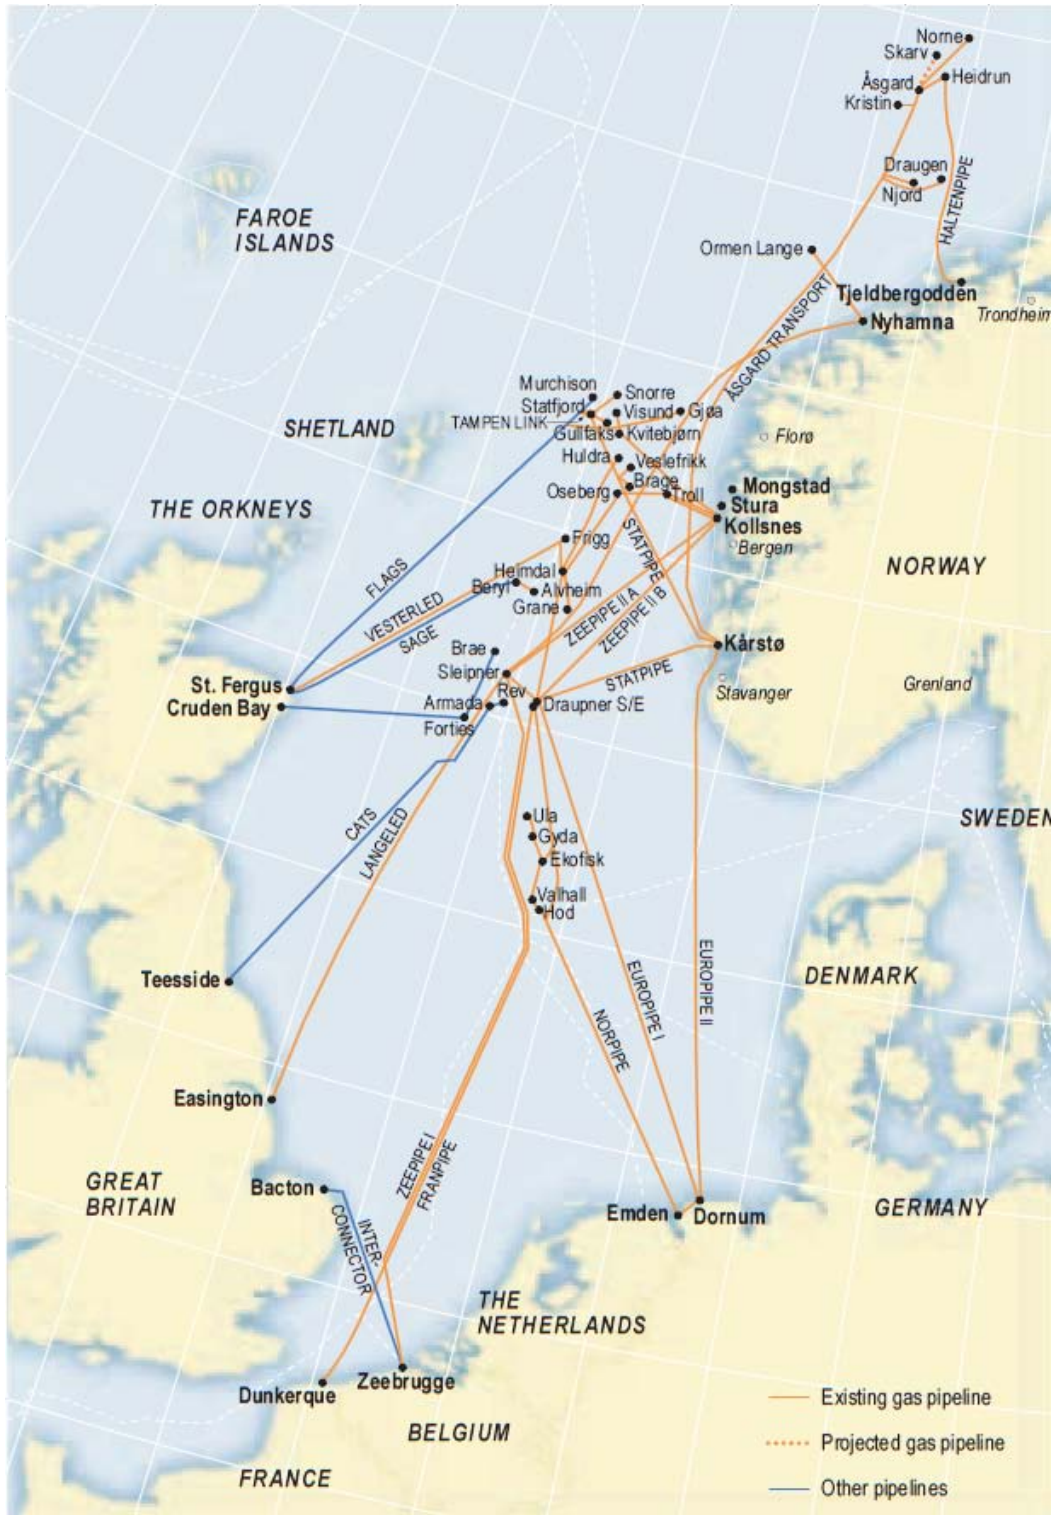 Norne
Skarv
Åsgard
Heidrun
Kristin
Draugen
Njord
HALTENPIPE
FAROE
ISLANDS
Ormen Lange
Tjeldbergodden
Trondheim
Nyhamna
ÅSGARD TRANSPORT
Murchison
Snorre
Statfjord
Visund
Gjøa
TAMPEN LINK
Gullfaks
Kvitebjørn
Florø
SHETLAND
Huldra
Veslefrikk
Brage
Oseberg
Troll
Mongstad
Stura
Kollsnes
Bergen
THE ORKNEYS
STATPIPE
Frigg
NORWAY
FLAGS
Heimdal
Beryl
Alvheim
Grane
VESTERLED
SAGE
ZEEPIPE II A
ZEEPIPE II B
Kårstø
Brae
Sleipner
STATPIPE
Stavanger
Grenland
St. Fergus
Cruden Bay
Rev
Armada
Draupner S/E
Forties
CATS
LANGELED
Ula
Gyda
Ekofisk
SWEDEN
Valhall
Hod
Teesside
DENMARK
EUROPIPE I
EUROPIPE II
NORPIPE
Easington
ZEEPIPE I
FRANPIPE
GREAT
BRITAIN
Bacton
INTER-
CONNECTOR
Emden
Dornum
GERMANY
THE
NETHERLANDS
Zeebrugge
Dunkerque
BELGIUM
FRANCE
Existing gas pipeline
Projected gas pipeline
Other pipelines